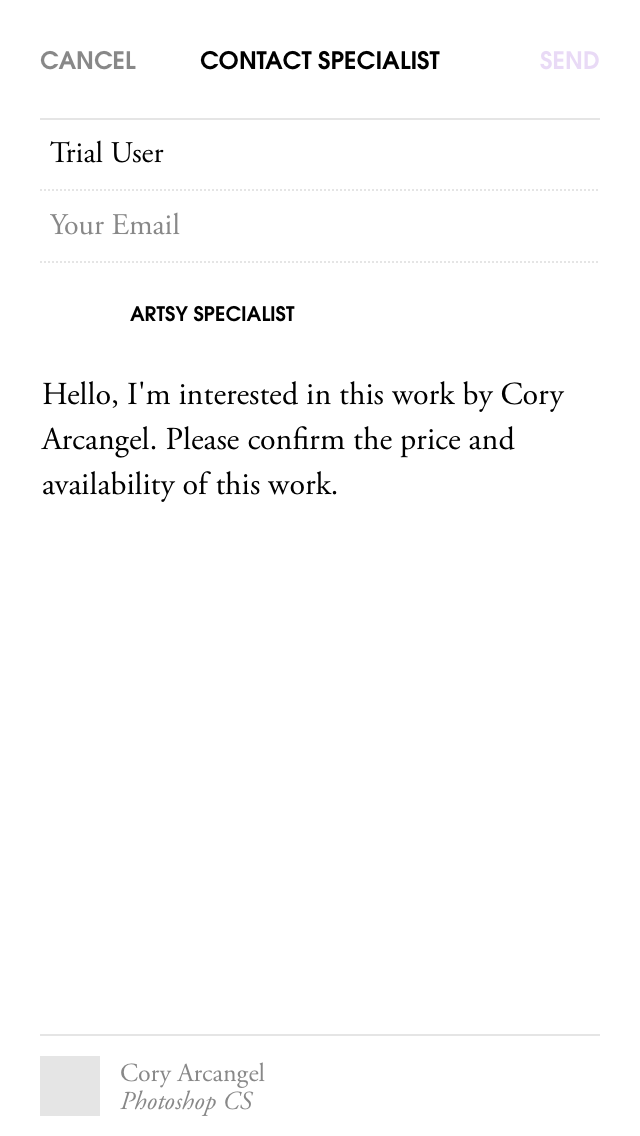 CANCEL CONTACT SPECIALIST SEND
Trial User
Your Email
ARTSY SPECIALIST
Hello, I'm interested in this work by Cory
Arcangel. Please confirm the price and
availability of this work.
Cory Arcangel
Photoshop CS